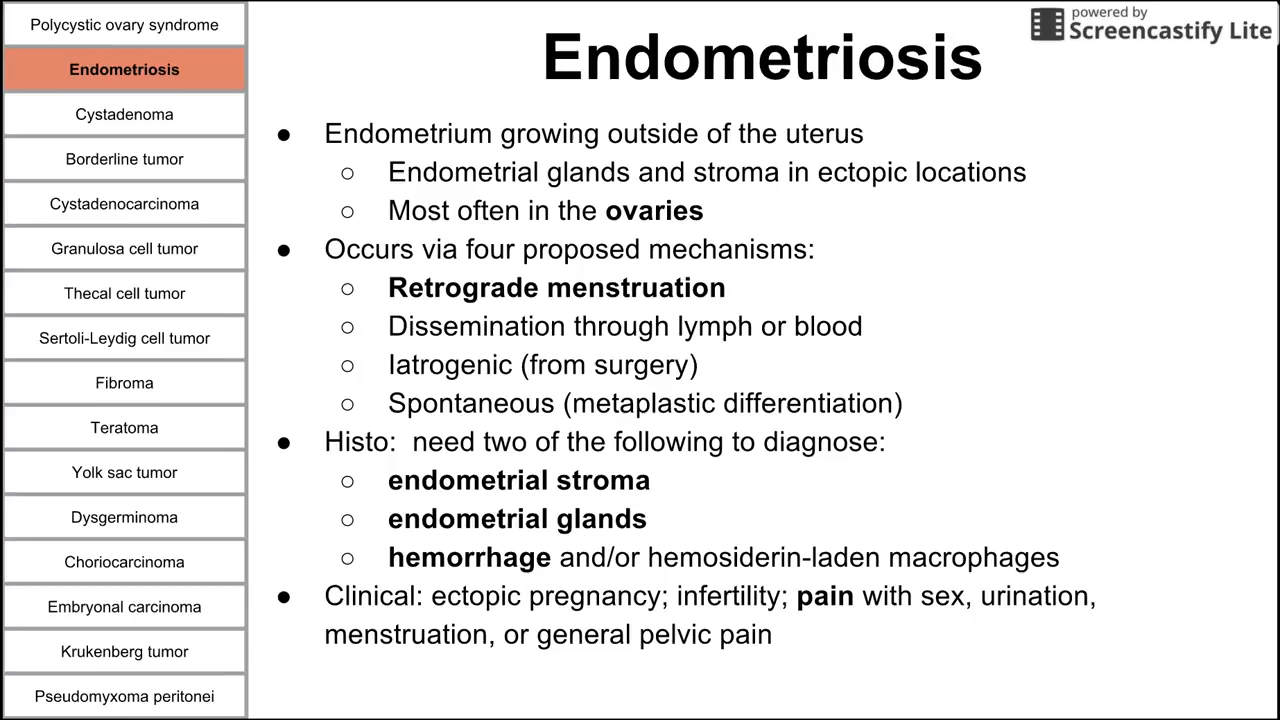 Polycystic ovary syndrome
Endometriosis
Cystadenoma
Borderline tumor
Cystadenocarcinoma
Granulosa cell tumor
Thecal cell tumor
Sertoli-Leydig cell tumor
Fibroma
Teratoma
Yolk sac tumor
Dysgerminoma
Choriocarcinoma
Embryonal carcinoma
Krukenberg tumor
Pseudomyxoma peritonei
powered by
Screencastify Lite
Endometriosis
● Endometrium growing outside of the uterus
○ Endometrial glands and stroma in ectopic locations
○ Most often in the ovaries
● Occurs via four proposed mechanisms:
○ Retrograde menstruation
○ Dissemination through lymph or blood
○ Iatrogenic (from surgery)
○ Spontaneous (metaplastic differentiation)
● Histo: need two of the following to diagnose:
○ endometrial stroma
○ endometrial glands
○ hemorrhage and/or hemosiderin-laden macrophages
● Clinical: ectopic pregnancy; infertility; pain with sex, urination,
menstruation, or general pelvic pain